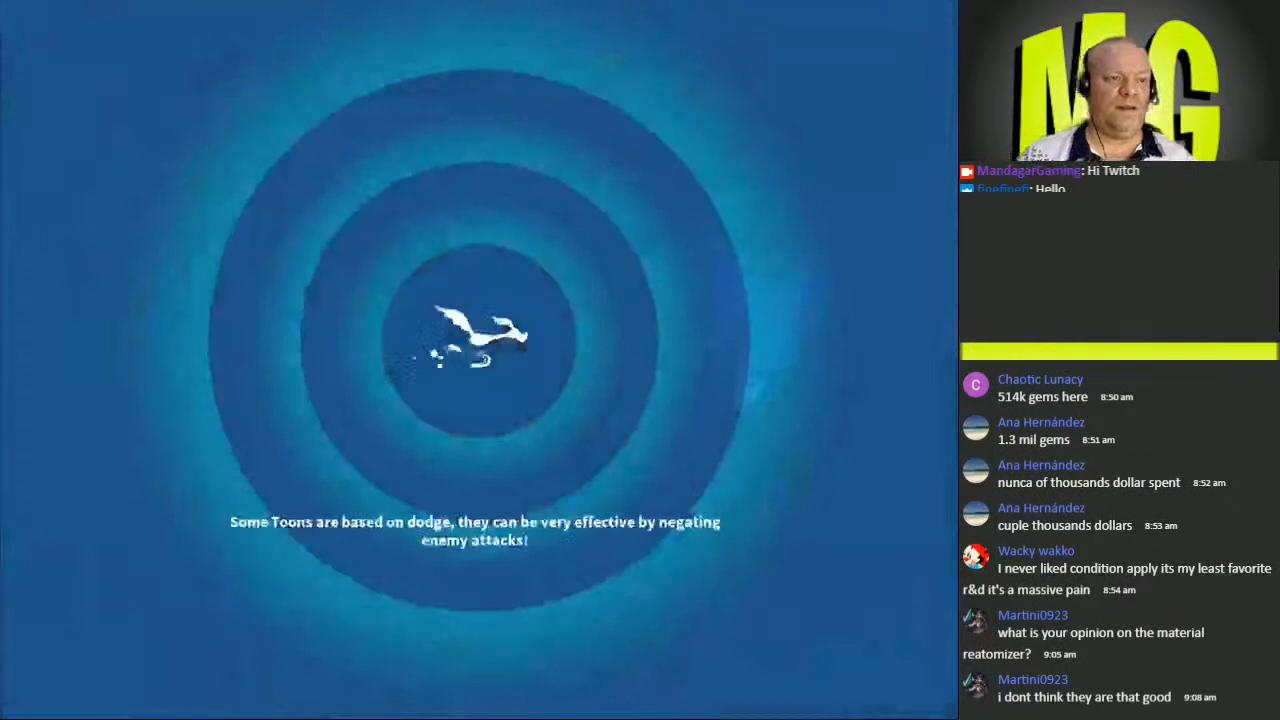 MG
MandagarGaming: Hi Twitch
finefinefi: Hello
Some Toons are based on dodge, they can be very effective by negating
enemy attacks!
C
Chaotic Lunacy
514k gems here 8:50 am
Ana Hernández
1.3 mil gems 8:51 am
Ana Hernández
nunca of thousands dollar spent 8:52 am
Ana Hernández
cuple thousands dollars 8:53 am
Wacky wakko
I never liked condition apply its my least favorite
r&d it's a massive pain 8:54 am
Martini0923
what is your opinion on the material
reatomizer? 9:05 am
Martini0923
i dont think they are that good 9:08 am